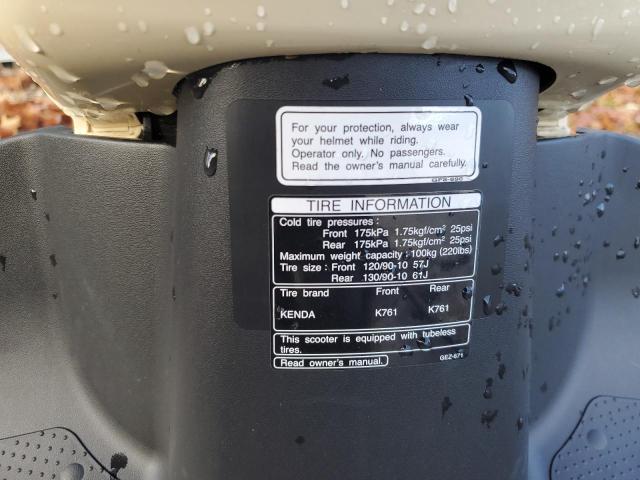 For your protection, always wear
your helmet while riding.
Operator only. No passengers.
Read the owner's manual carefully.
TIRE INFORMATION
Cold tire pressures :
Front 175kPa 1.75kgf/cm² 25psi
Rear 175kPa 1.75kgf/cm² 25psi
Maximum weight capacity : 100kg (220lbs)
Tire size : Front 120/90-10 57J
Rear 130/90-10 61J
Tire brand Front Rear
KENDA K761 K761
This scooter is equipped with tubeless
tires.
Read owner's manual.
GEZ-671